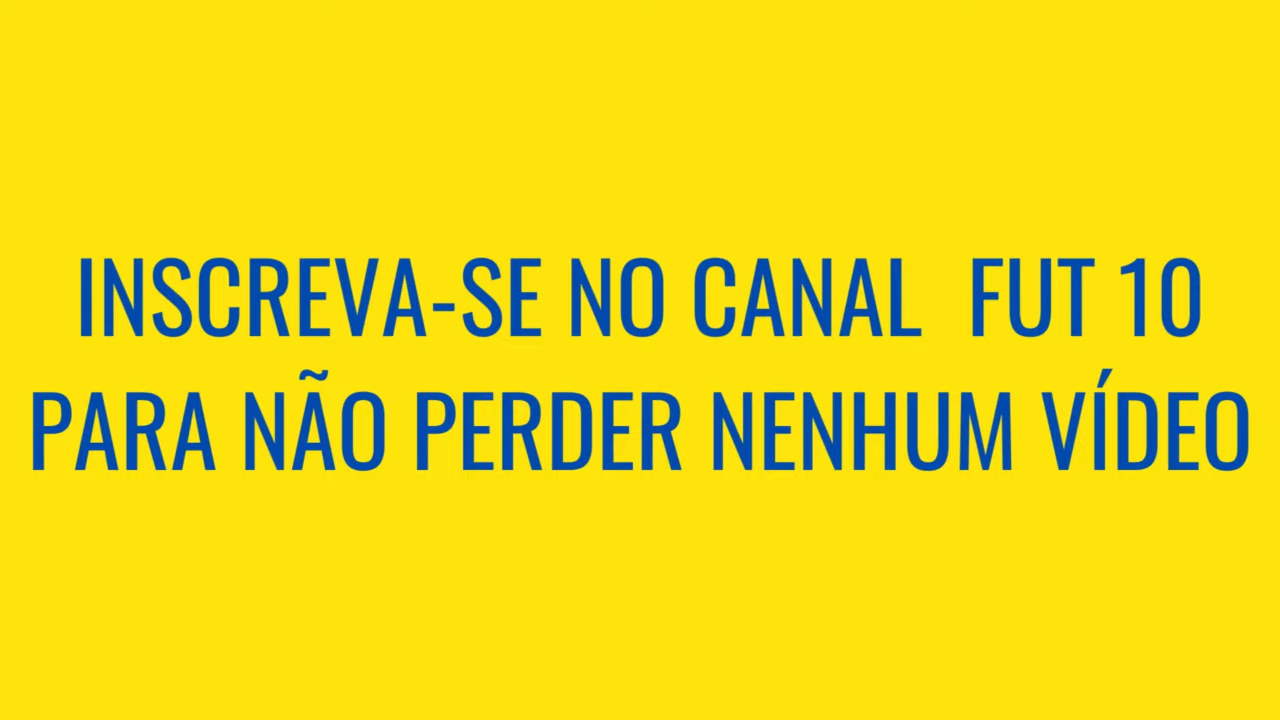 INSCREVA-SE NO CANAL  FUT 10
PARA NÃO PERDER NENHUM VÍDEO